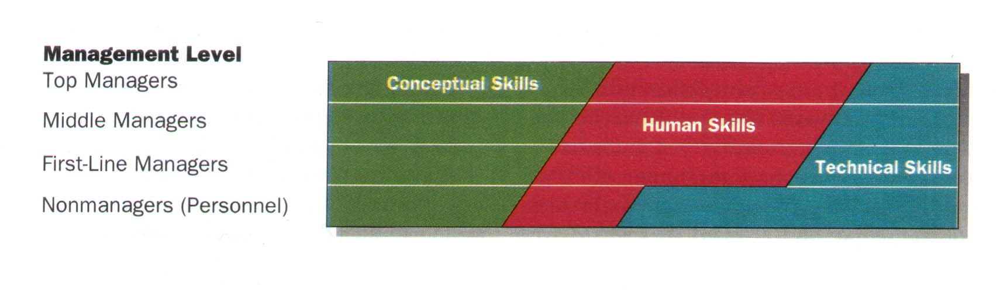 Management Level
Top Managers
Conceptual Skills
Middle Managers
Human Skills
First-Line Managers
Technical Skills
Nonmanagers (Personnel)